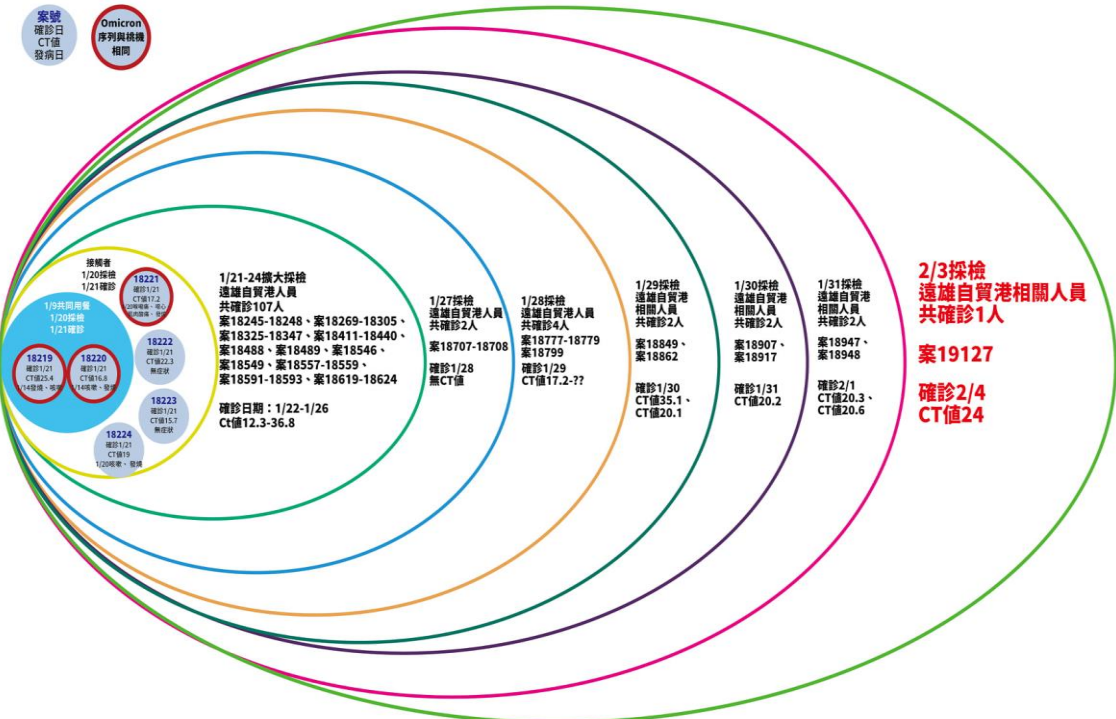 案號
確診日
CT值
發病日
Omicron
序列與桃機
相同
接觸者
1/20採檢
1/21確診
1/9共同用餐
1/20採檢
1/21確診
18219
確診1/21
CT值25.4
1/14發燒、咳嗽
18220
確診1/21
CT值16.8
1/14咳嗽、發燒
18221
確診1/21
CT值17.2
18222
確診1/21
CT值22.3
無症狀
18223
確診1/21
CT值15.7
無症狀
18224
確診1/21
CT值19
1/20咳嗽、發燒
1/21-24擴大採檢
遠雄自貿港人員
共確診107人
案18245-18248、案18269-18305、
案18325-18347、案18411-18440、
案18488、案18489、案18546、
案18549、案18557-18559、
案18591-18593、案18619-18624
確診日期：1/22-1/26
Ct值12.3-36.8
1/27採檢
遠雄自貿港人員
共確診2人
案18707-18708
確診1/28
無CT值
1/28採檢
遠雄自貿港人員
共確診4人
案18777-18779
案18799
確診1/29
CT值17.2-??
1/29採檢
遠雄自貿港
相關人員
共確診2人
案18849、
案18862
確診1/30
CT值35.1、
CT值20.1
1/30採檢
遠雄自貿港
相關人員
共確診2人
案18907、
案18917
確診1/31
CT值20.2
1/31採檢
遠雄自貿港
相關人員
共確診2人
案18947、
案18948
確診2/1
CT值20.3、
CT值20.6
2/3採檢
遠雄自貿港相關人員
共確診1人
案19127
確診2/4
CT值24